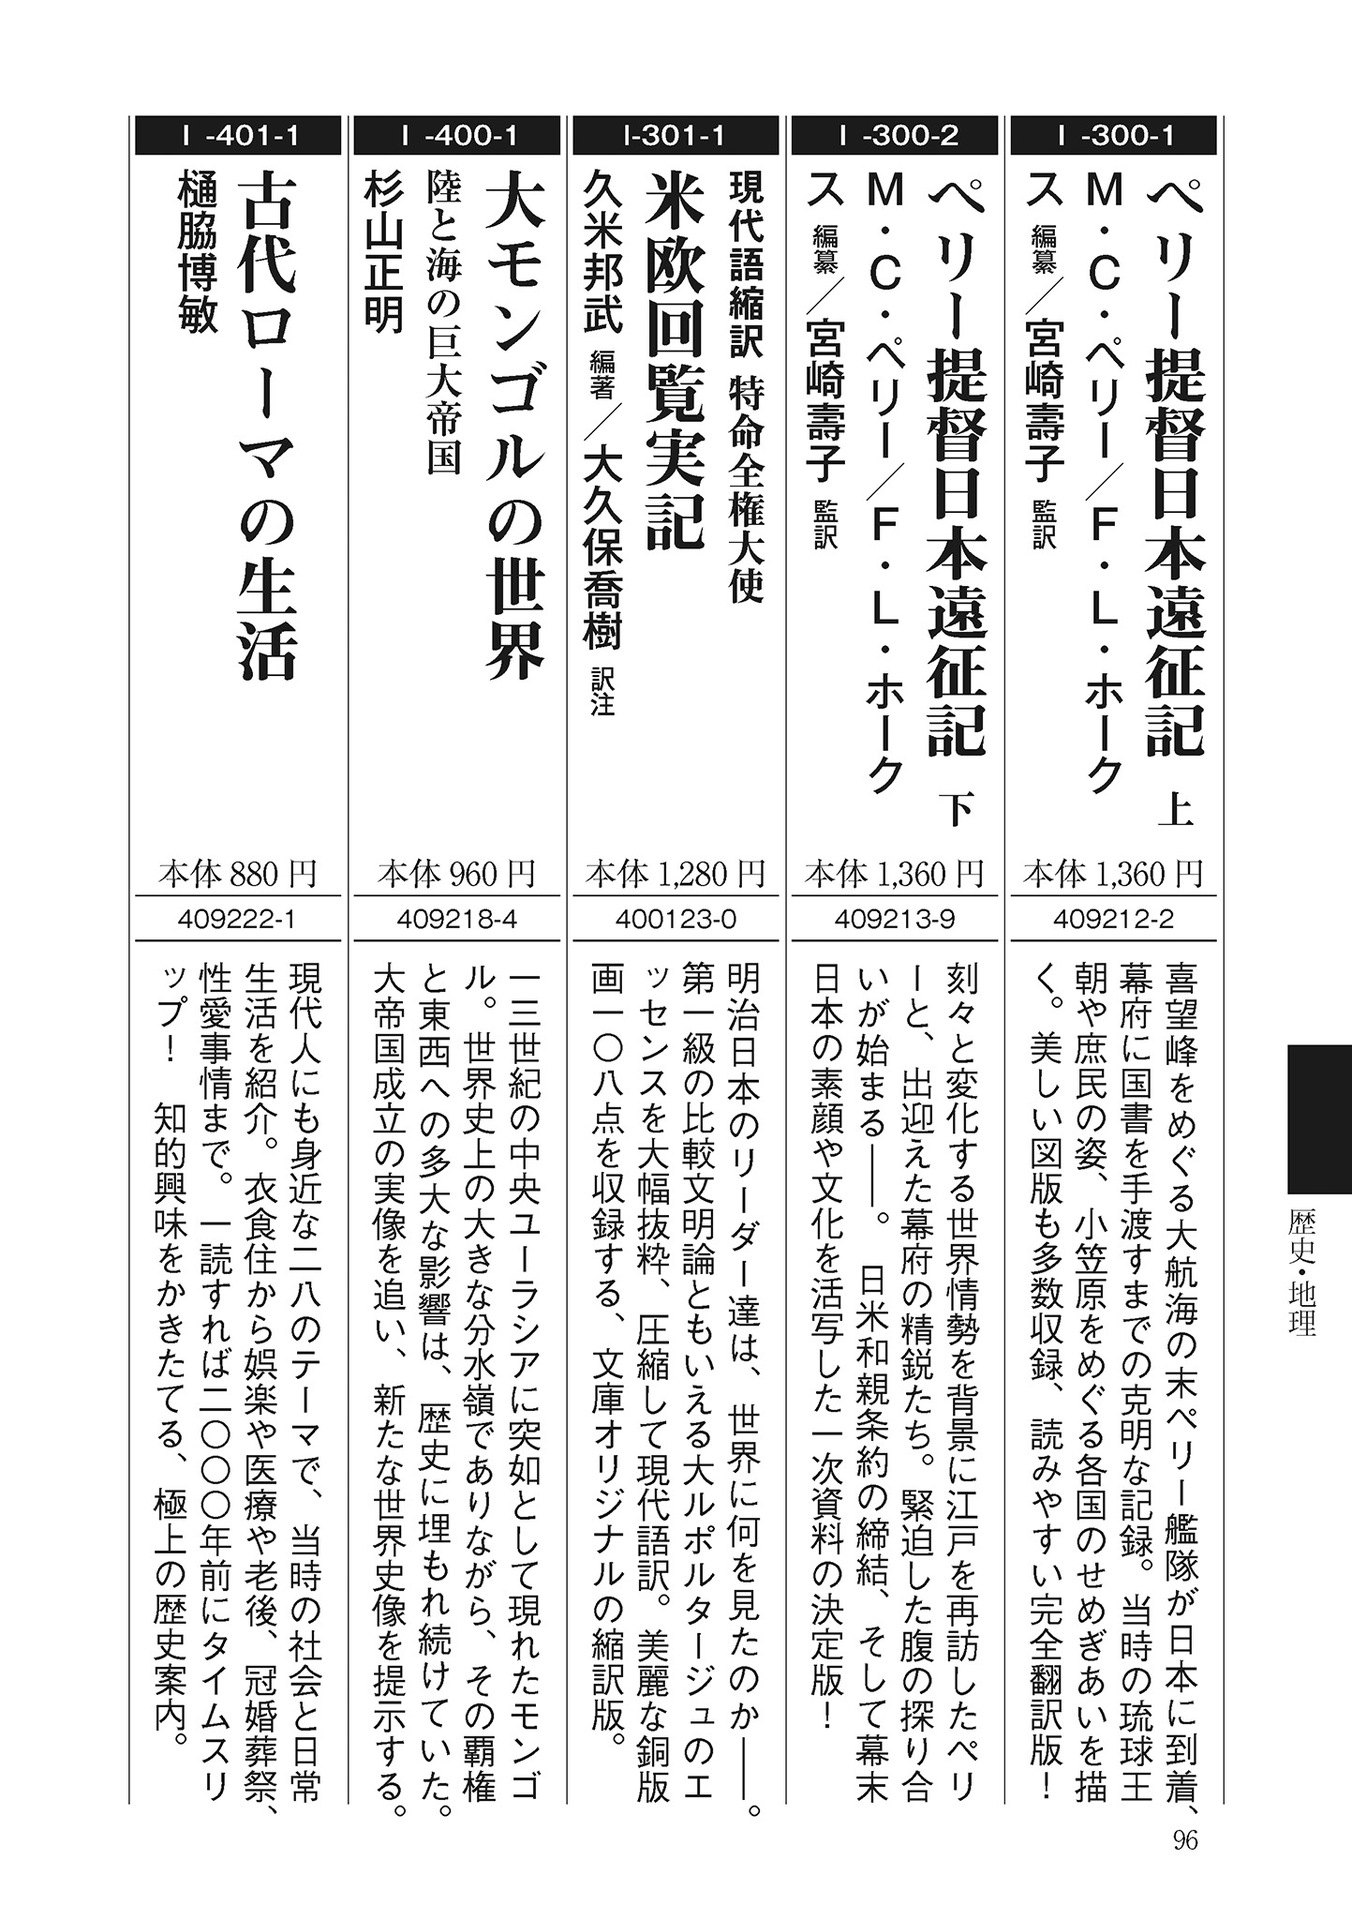 I-300-1
ペリー提督日本遠征記 上
M・C・ペリー／F・L・ホーク
ス 編纂／宮崎壽子 監訳
本体 1,360 円
409212-2
喜望峰をめぐる大航海の末ペリー艦隊が日本に到着、
幕府に国書を手渡すまでの克明な記録。当時の琉球王
朝や庶民の姿、小笠原をめぐる各国のせめぎあいを描
く。美しい図版も多数収録、読みやすい完全翻訳版！
I-300-2
ペリー提督日本遠征記 下
M・C・ペリー／F・L・ホーク
ス 編纂／宮崎壽子 監訳
本体 1,360 円
409213-9
刻々と変化する世界情勢を背景に江戸を再訪したペリ
ーと、出迎えた幕府の精鋭たち。緊迫した腹の探り合
いが始まる――。日米和親条約の締結、そして幕末
日本の素顔や文化を活写した一次資料の決定版！
I-301-1
現代語縮訳 特命全権大使
米欧回覧実記
久米邦武 編著／大久保喬樹 訳注
本体 1,280 円
400123-0
明治日本のリーダー達は、世界に何を見たのか――。
第一級の比較文明論ともいえる大ルポルタージュのエ
ッセンスを大幅抜粋、圧縮して現代語訳。美麗な銅版
画一〇八点を収録する、文庫オリジナルの縮訳版。
I-400-1
大モンゴルの世界
陸と海の巨大帝国
杉山正明
本体 960 円
409218-4
一三世紀の中央ユーラシアに突如として現れたモンゴ
ル。世界史上の大きな分水嶺でありながら、その覇権
と東西への多大な影響は、歴史に埋もれ続けていた。
大帝国成立の実像を追い、新たな世界史像を提示する。
I-401-1
古代ローマの生活
樋脇博敏
本体 880 円
409222-1
現代人にも身近な二八のテーマで、当時の社会と日常
生活を紹介。衣食住から娯楽や医療や老後、冠婚葬祭、
性愛事情まで。一読すれば二〇〇〇年前にタイムスリ
ップ！　知的興味をかきたてる、極上の歴史案内。
歴史・地理
96